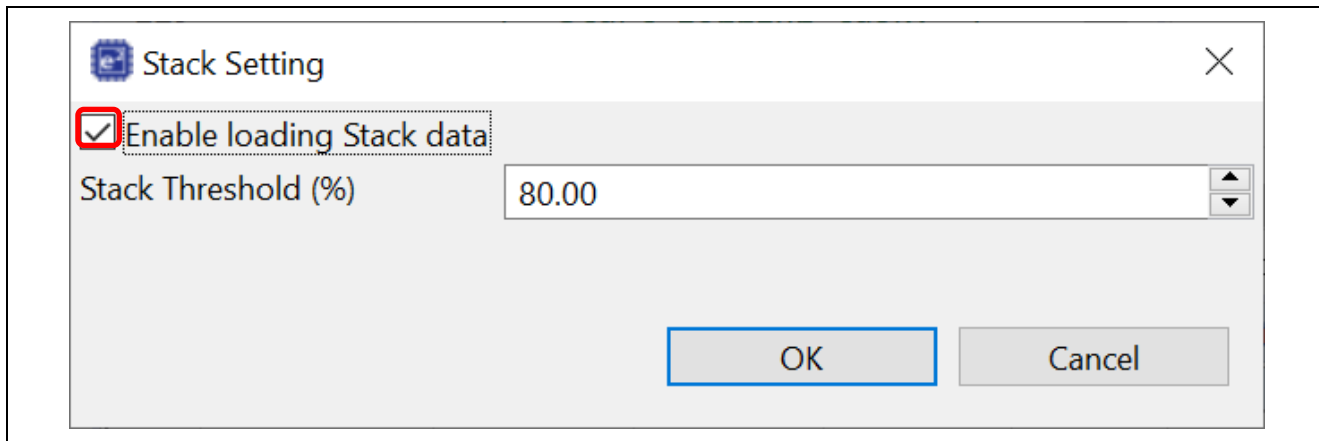 Stack Setting
Enable loading Stack data
Stack Threshold (%) 80.00
OK Cancel